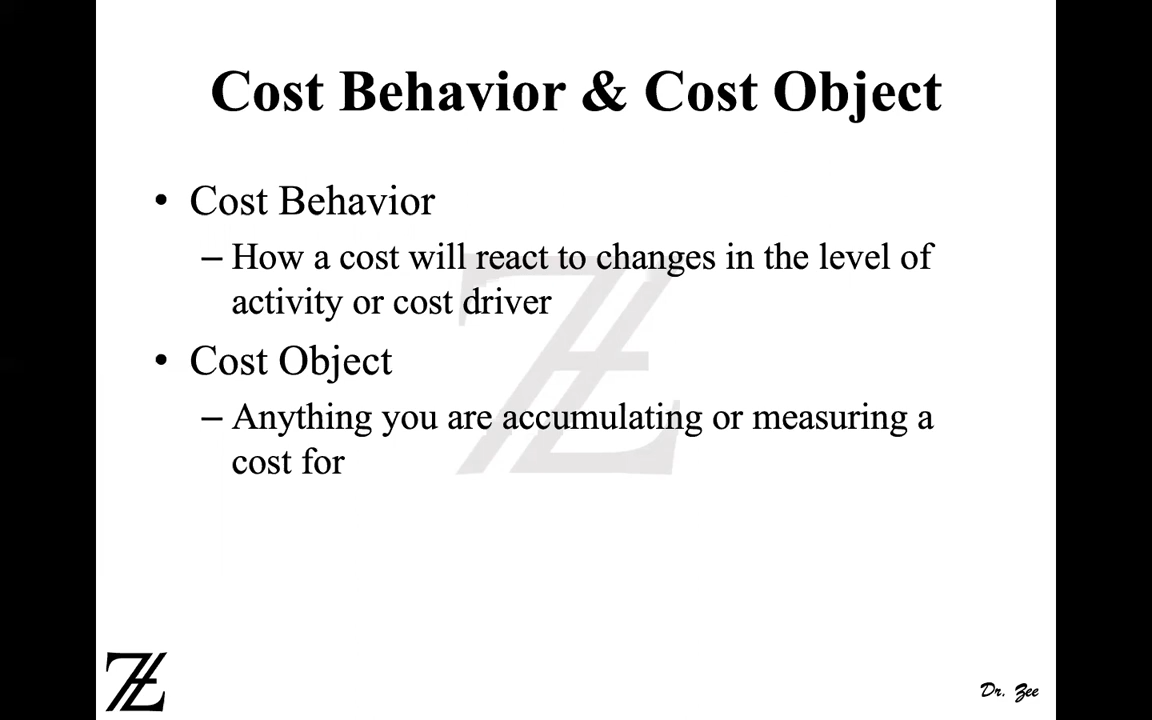 Cost Behavior & Cost Object
• Cost Behavior
– How a cost will react to changes in the level of
activity or cost driver
• Cost Object
– Anything you are accumulating or measuring a
cost for
Dr. Zee